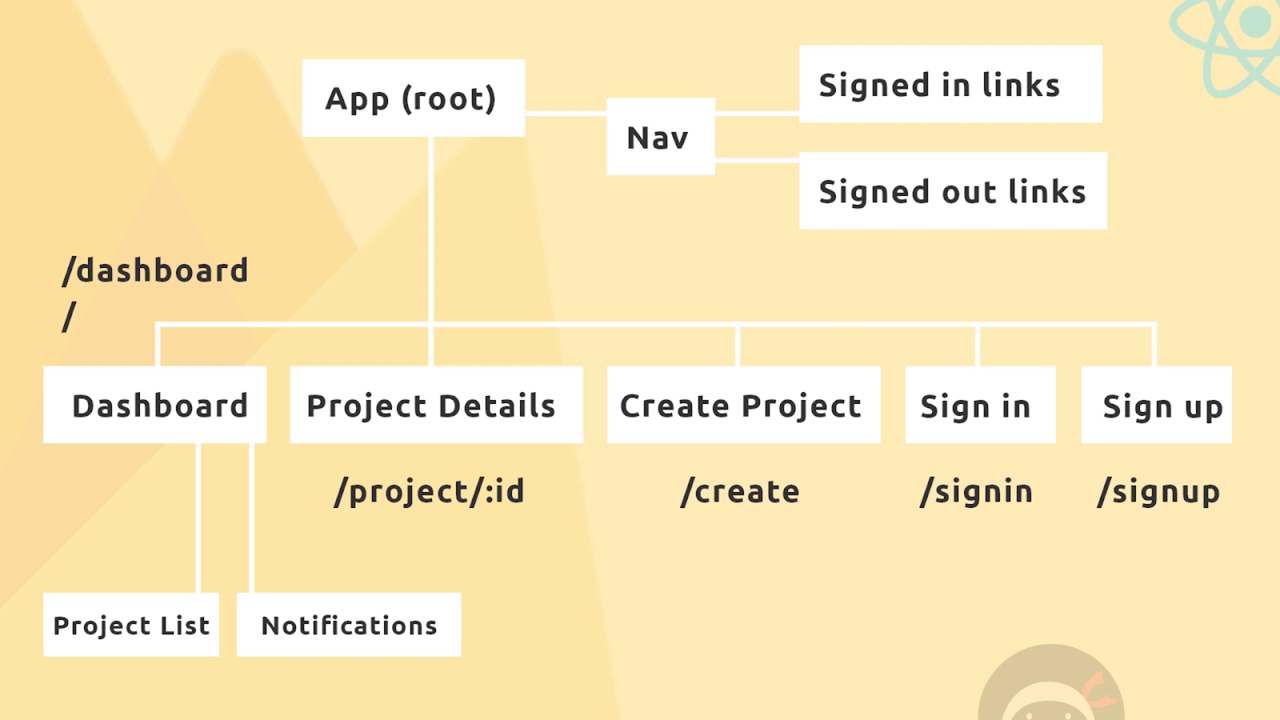 App (root)
Nav
Signed in links
Signed out links
/dashboard
/
Dashboard
Project Details
Create Project
Sign in
Sign up
/project/:id
/create
/signin
/signup
Project List
Notifications